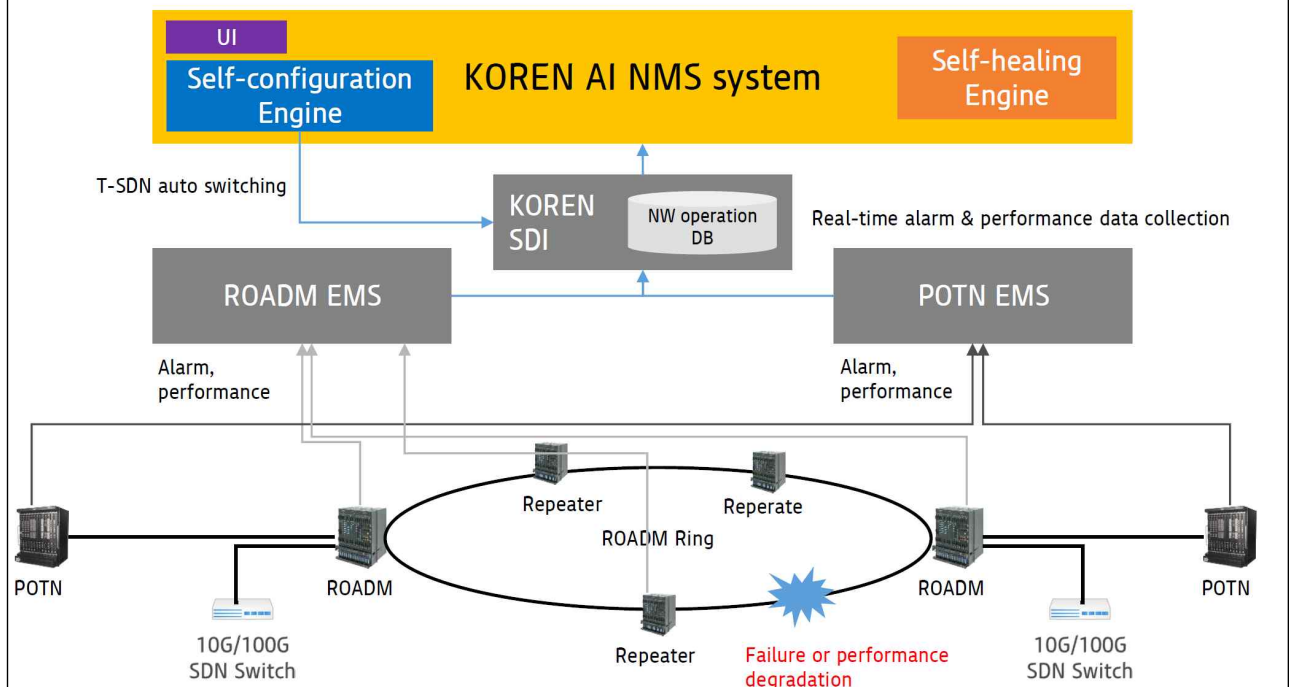 UI
Self-configuration
Engine
KOREN AI NMS system
Self-healing
Engine
T-SDN auto switching
KOREN
SDI
NW operation
DB
Real-time alarm & performance data collection
ROADM EMS
POTN EMS
Alarm,
performance
Alarm,
performance
Repeater
Reperate
ROADM Ring
POTN
ROADM
ROADM
POTN
10G/100G
SDN Switch
Repeater
Failure or performance
degradation
10G/100G
SDN Switch